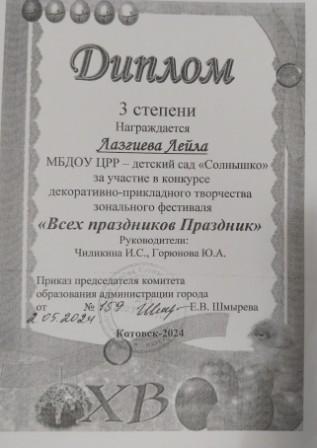 Диплом
3 степени
Награждается
Лазгиева Лейла
МБДОУ ЦРР – детский сад «Солнышко»
за участие в конкурсе
декоративно-прикладного творчества
зонального фестиваля
«Всех праздников Праздник»
Руководители:
Чиликина И.С., Горюнова Ю.А.
Приказ председателя комитета
образования администрации города
от № 159 Е.В. Шмырева
2.05.2024
Котовск-2024
ХВ